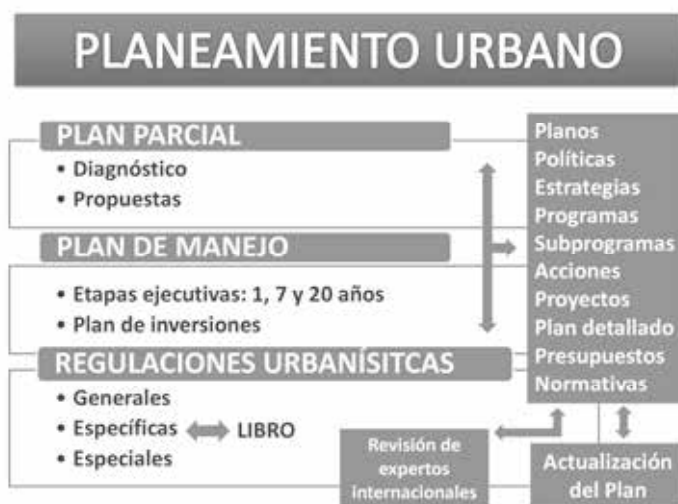 PLANEAMIENTO URBANO
PLAN PARCIAL
• Diagnóstico
• Propuestas
PLAN DE MANEJO
• Etapas ejecutivas: 1, 7 y 20 años
• Plan de inversiones
REGULACIONES URBANÍSITCAS
• Generales
• Específicas
LIBRO
• Especiales
Planos
Políticas
Estrategias
Programas
Subprogramas
Acciones
Proyectos
Plan detallado
Presupuestos
Normativas
Revisión de
expertos
internacionales
Actualización
del Plan